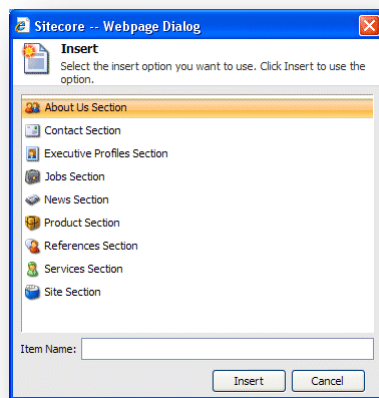 Sitecore -- Webpage Dialog
Insert
Select the insert option you want to use. Click Insert to use the
option.
About Us Section
Contact Section
Executive Profiles Section
Jobs Section
News Section
Product Section
References Section
Services Section
Site Section
Item Name:
Insert Cancel